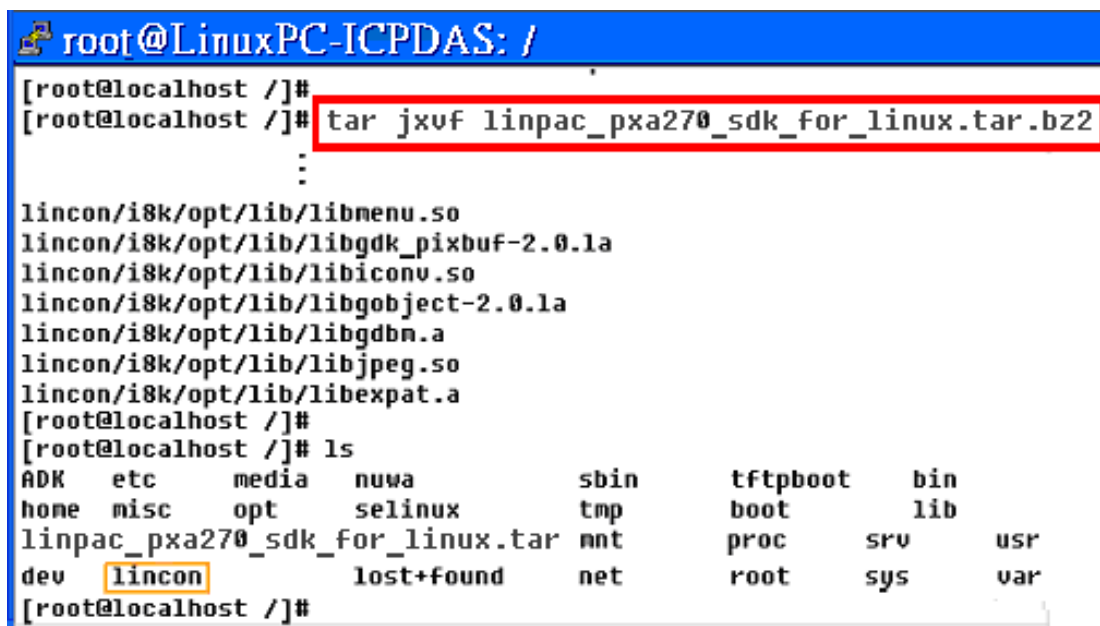 root@LinuxPC-ICPDAS: /
[root@localhost /]#
[root@localhost /]# tar jxvf linpac_pxa270_sdk_for_linux.tar.bz2
⋮
lincon/i8k/opt/lib/libmenu.so
lincon/i8k/opt/lib/libgdk_pixbuf-2.0.la
lincon/i8k/opt/lib/libiconv.so
lincon/i8k/opt/lib/libgobject-2.0.la
lincon/i8k/opt/lib/libgdbm.a
lincon/i8k/opt/lib/libjpeg.so
lincon/i8k/opt/lib/libexpat.a
[root@localhost /]#
[root@localhost /]# ls
ADK etc media nuwa sbin tftpboot bin
home misc opt selinux tmp boot lib
linpac_pxa270_sdk_for_linux.tar mnt proc srv usr
dev lincon lost+found net root sys var
[root@localhost /]#